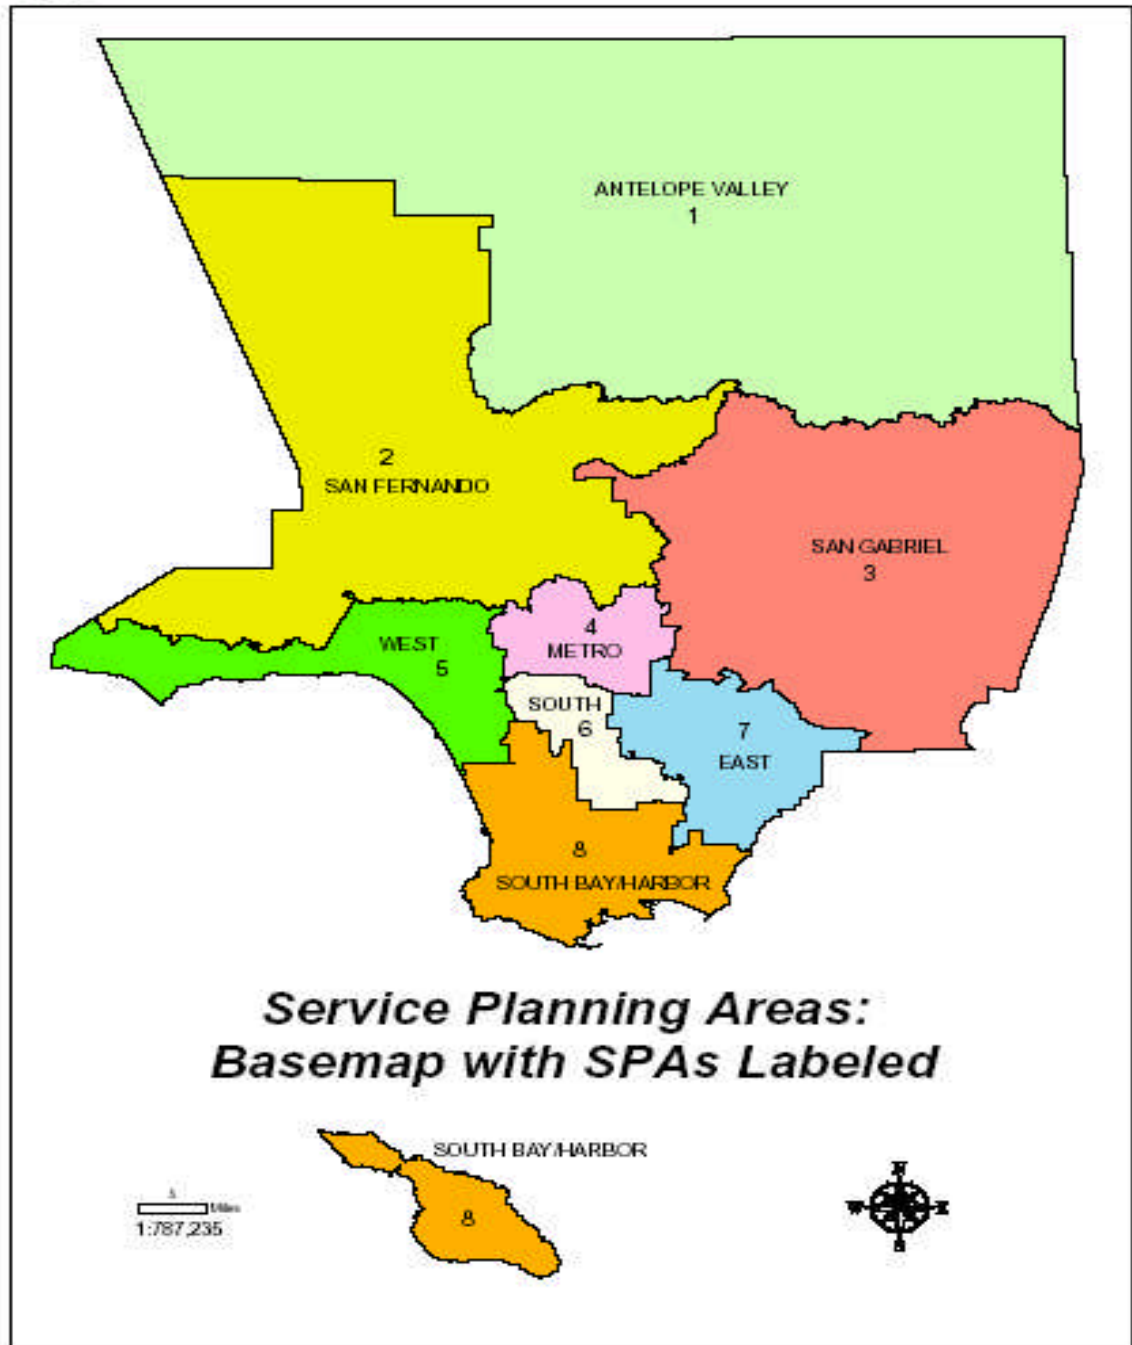 ANTELOPE VALLEY
1
2
SAN FERNANDO
SAN GABRIEL
3
4
METRO
WEST
5
SOUTH
6
7
EAST
8
SOUTH BAY/HARBOR
Service Planning Areas:
Basemap with SPAs Labeled
SOUTH BAY/HARBOR
8
Miles
1:787,235
N
W E
S